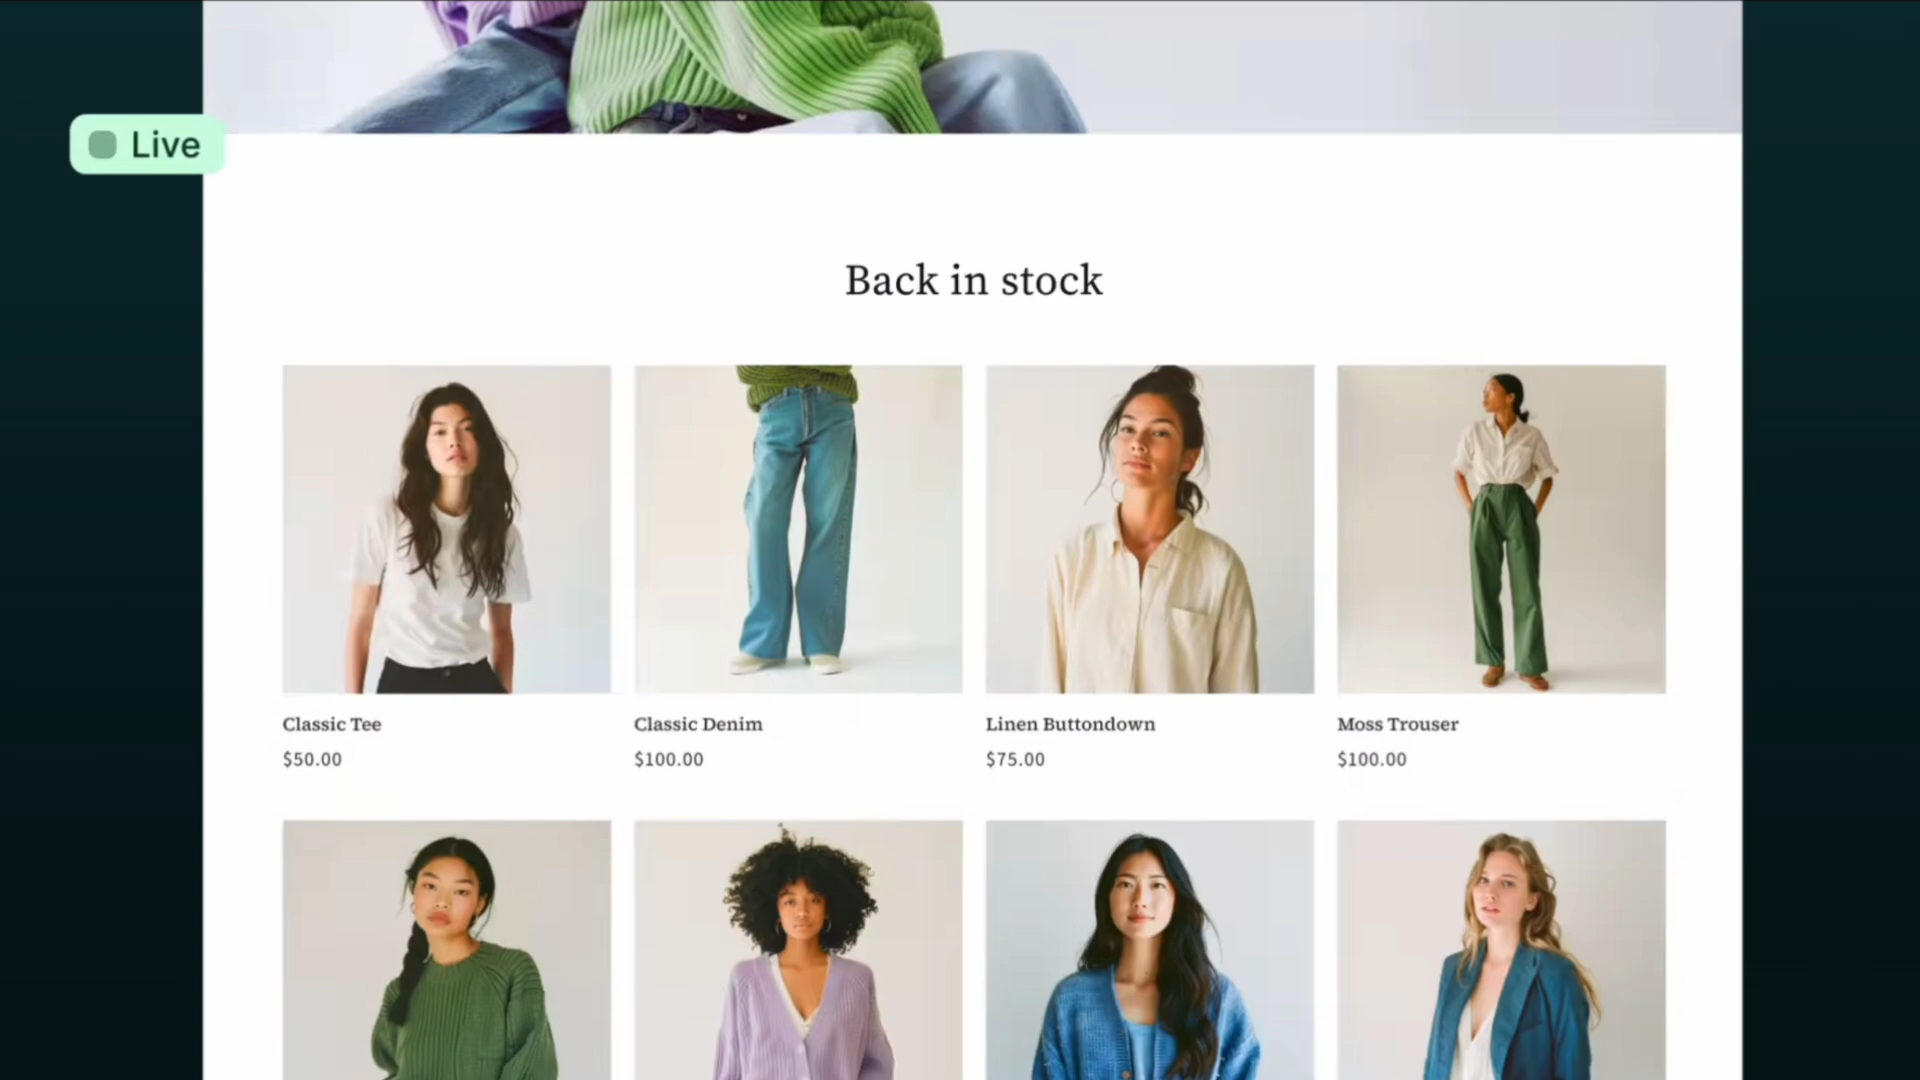 Live
Back in stock
Classic Tee
$50.00
Classic Denim
$100.00
Linen Buttondown
$75.00
Moss Trouser
$100.00